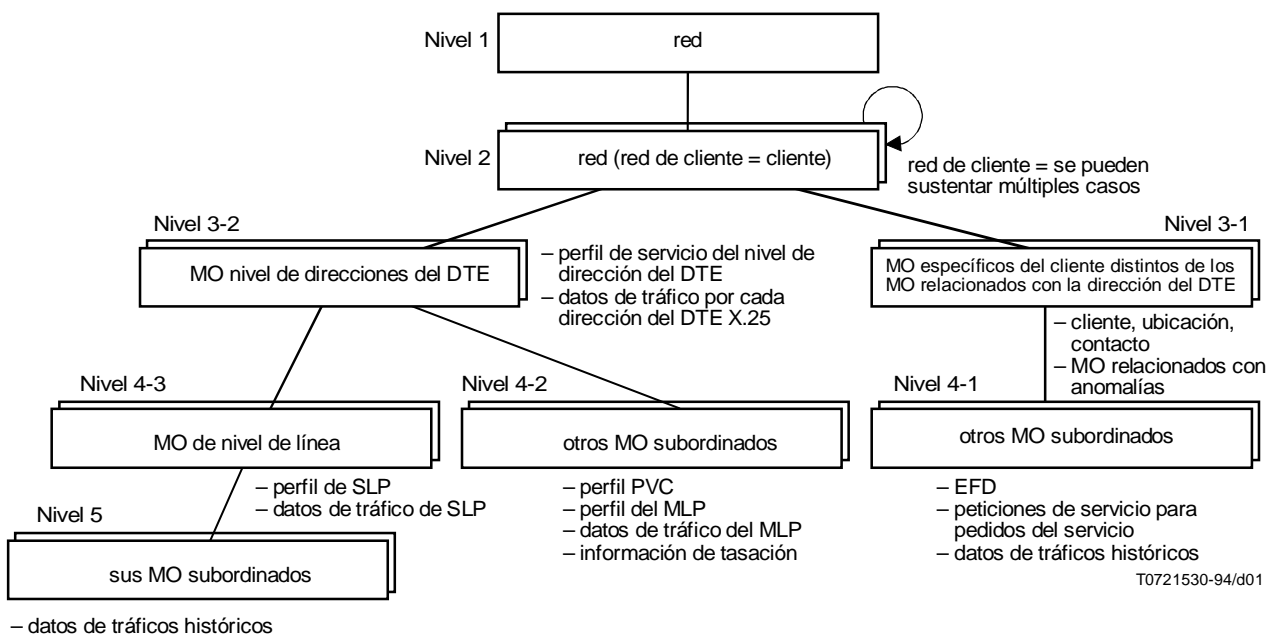 Nivel 1
red
Nivel 2
red (red de cliente = cliente)
red de cliente = se pueden
sustentar múltiples casos
Nivel 3-2
MO nivel de direcciones del DTE
– perfil de servicio del nivel de
dirección del DTE
– datos de tráfico por cada
dirección del DTE X.25
Nivel 3-1
MO específicos del cliente distintos de los
MO relacionados con la dirección del DTE
– cliente, ubicación,
contacto
– MO relacionados con
anomalías
Nivel 4-3
MO de nivel de línea
– perfil de SLP
– datos de tráfico de SLP
Nivel 4-2
otros MO subordinados
– perfil PVC
– perfil del MLP
– datos de tráfico del MLP
– información de tasación
Nivel 4-1
otros MO subordinados
– EFD
– peticiones de servicio para
pedidos del servicio
– datos de tráficos históricos
Nivel 5
sus MO subordinados
– datos de tráficos históricos
T0721530-94/d01